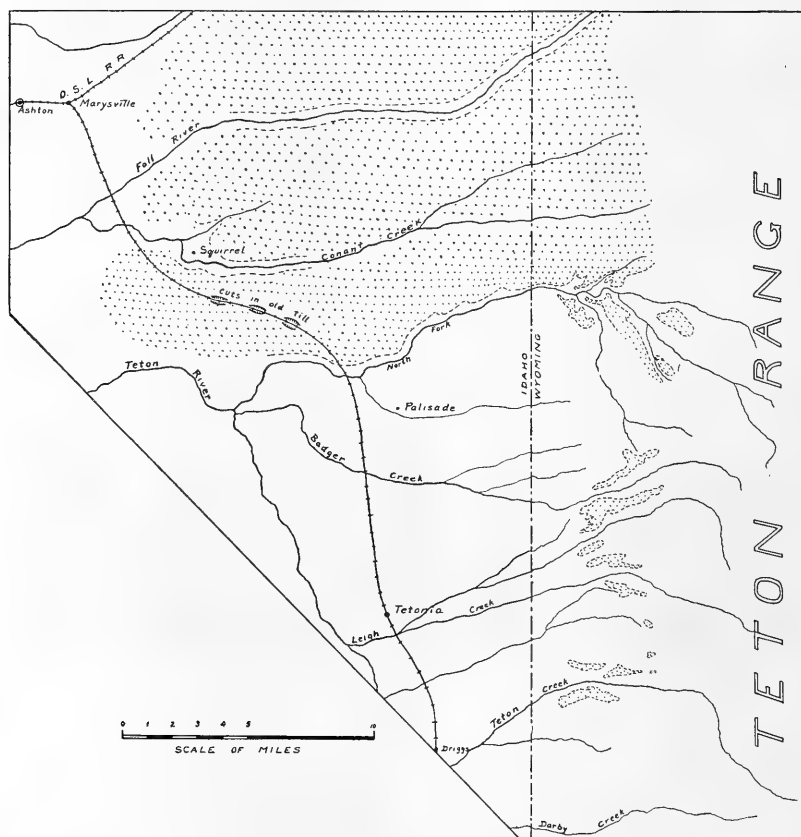 O. S. L. RR
Ashton
Marysville
Fall River
Squirrel
Conant Creek
Cuts in old Till
North Fork
Teton River
Palisade
IDAHO
WYOMING
Badger Creek
Tetonia
Leigh Creek
Teton Creek
Driggs
Darby Creek
TETON RANGE
0 1 2 3 4 5 10
SCALE OF MILES